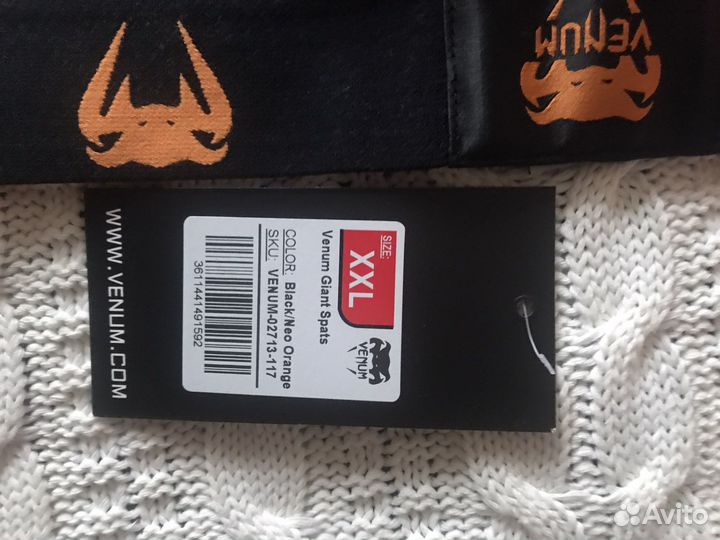 VENUM
WWW.VENUM.COM
SIZE:
XXL
VENUM
Venum Giant Spats
COLOR: Black/Neo Orange
SKU: VENUM-02713-117
3611441491592
Avito